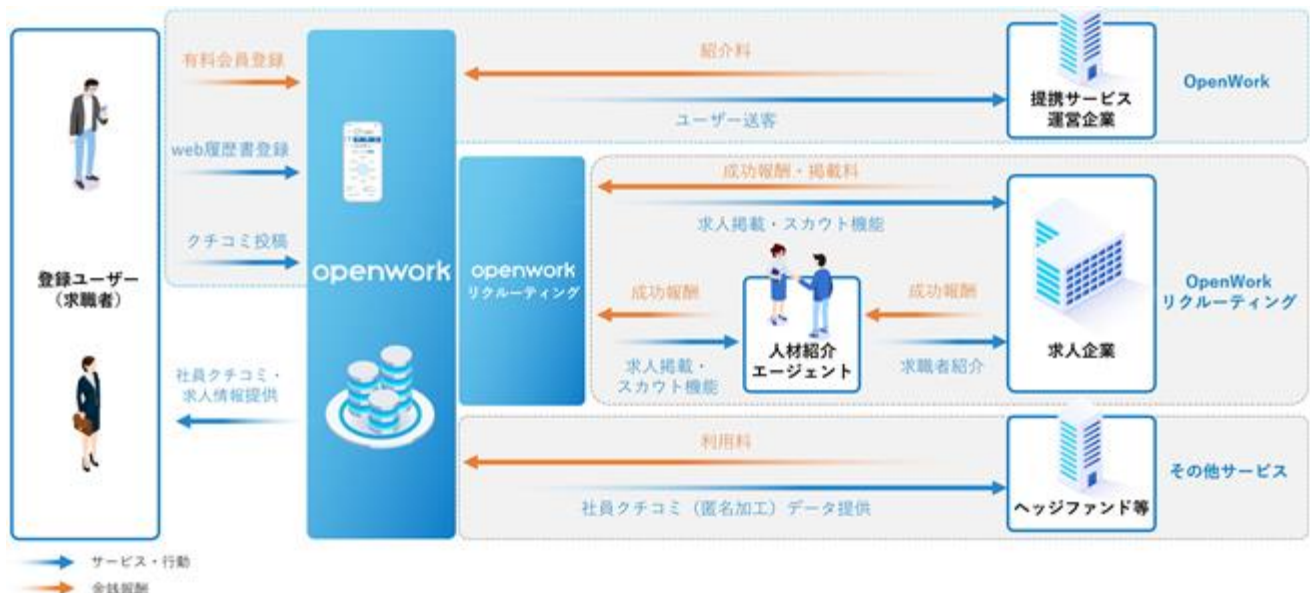 登録ユーザー
（求職者）
有料会員登録
web履歴書登録
クチコミ投稿
社員クチコミ・
求人情報提供
openwork
紹介料
ユーザー送客
提携サービス
運営企業
OpenWork
openwork
リクルーティング
成功報酬・掲載料
求人掲載・スカウト機能
成功報酬
求人掲載・
スカウト機能
人材紹介
エージェント
成功報酬
求職者紹介
求人企業
OpenWork
リクルーティング
利用料
社員クチコミ（匿名加工）データ提供
ヘッジファンド等
その他サービス
サービス・行動
金銭報酬